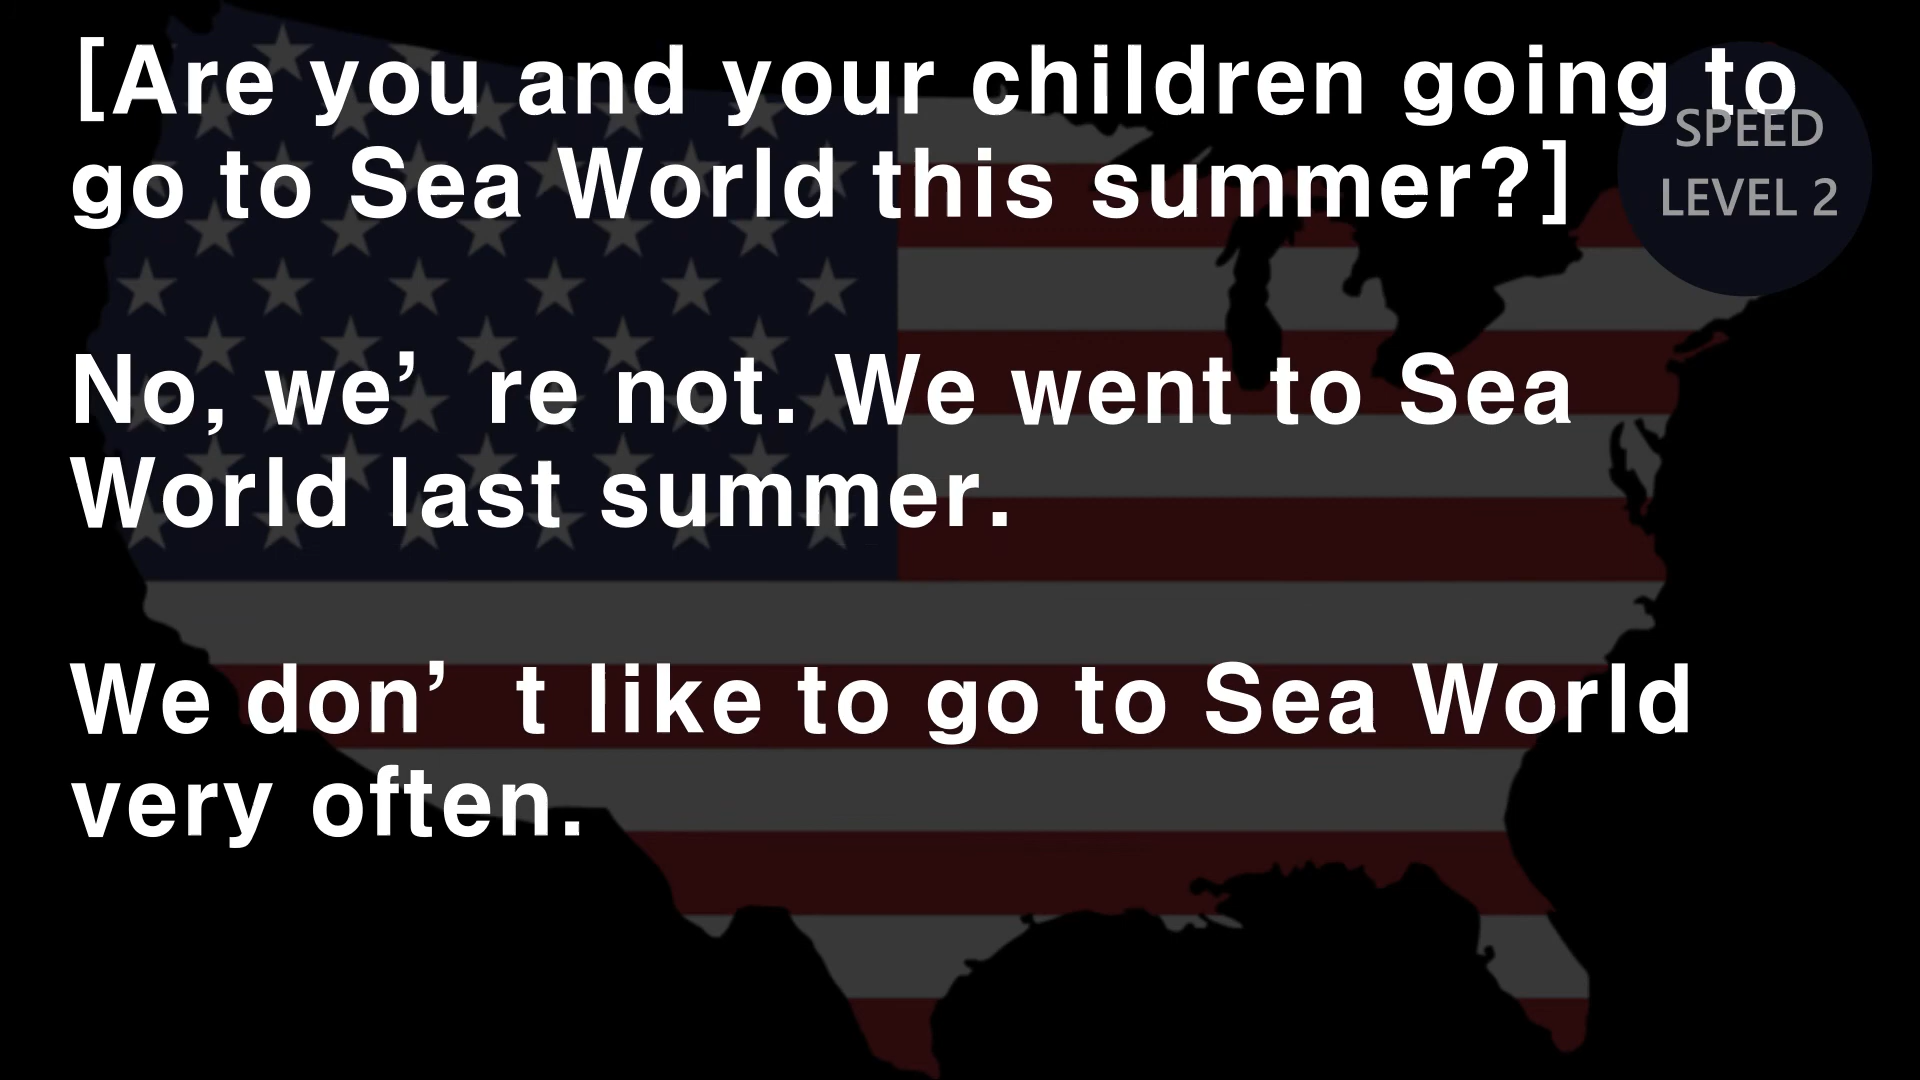 [Are you and your children going to
go to Sea World this summer?]
SPEED
LEVEL 2
No, we’ re not. We went to Sea
World last summer.
We don’ t like to go to Sea World
very often.